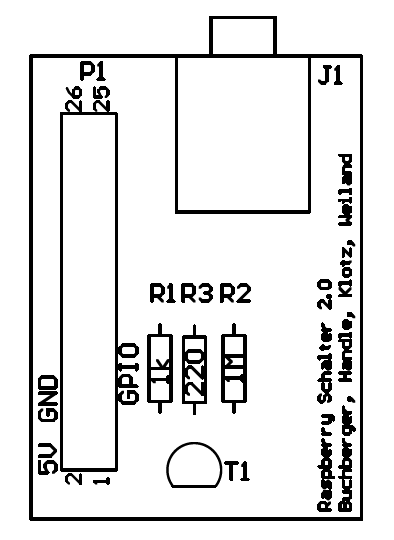 P1
26
25
J1
R1 R3 R2
1k
220
1M
GPIO
5V GND
2
1
T1
Raspberry Schalter 2.0
Buchberger, Handle, Klotz, Weiland